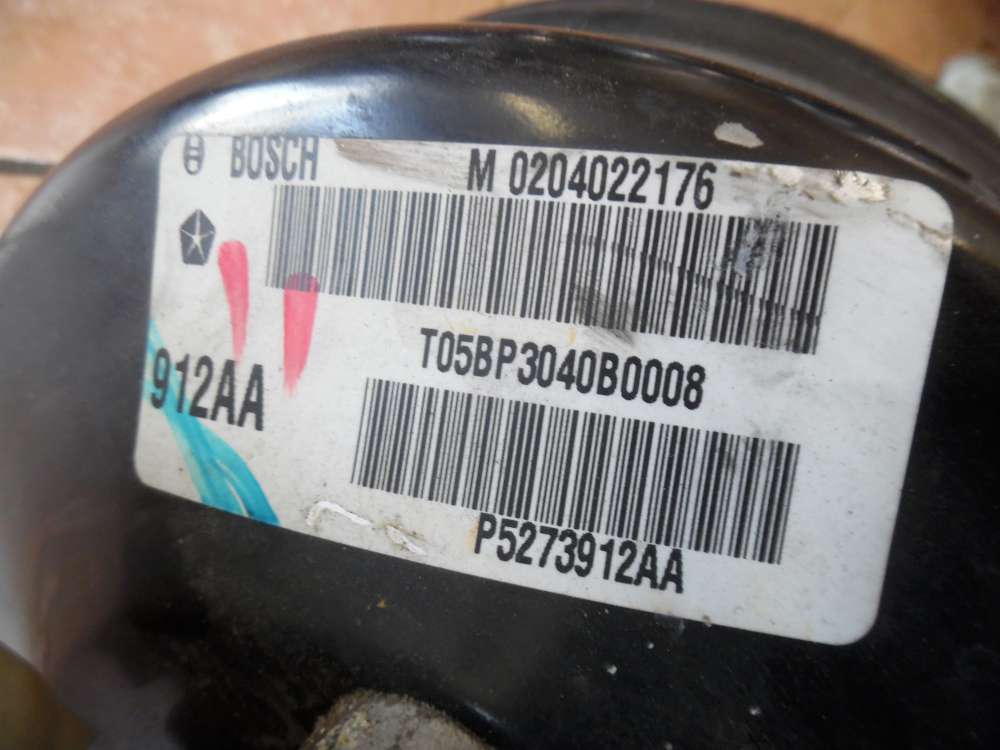 BOSCH M 0204022176
T05BP3040B0008
912AA
P5273912AA